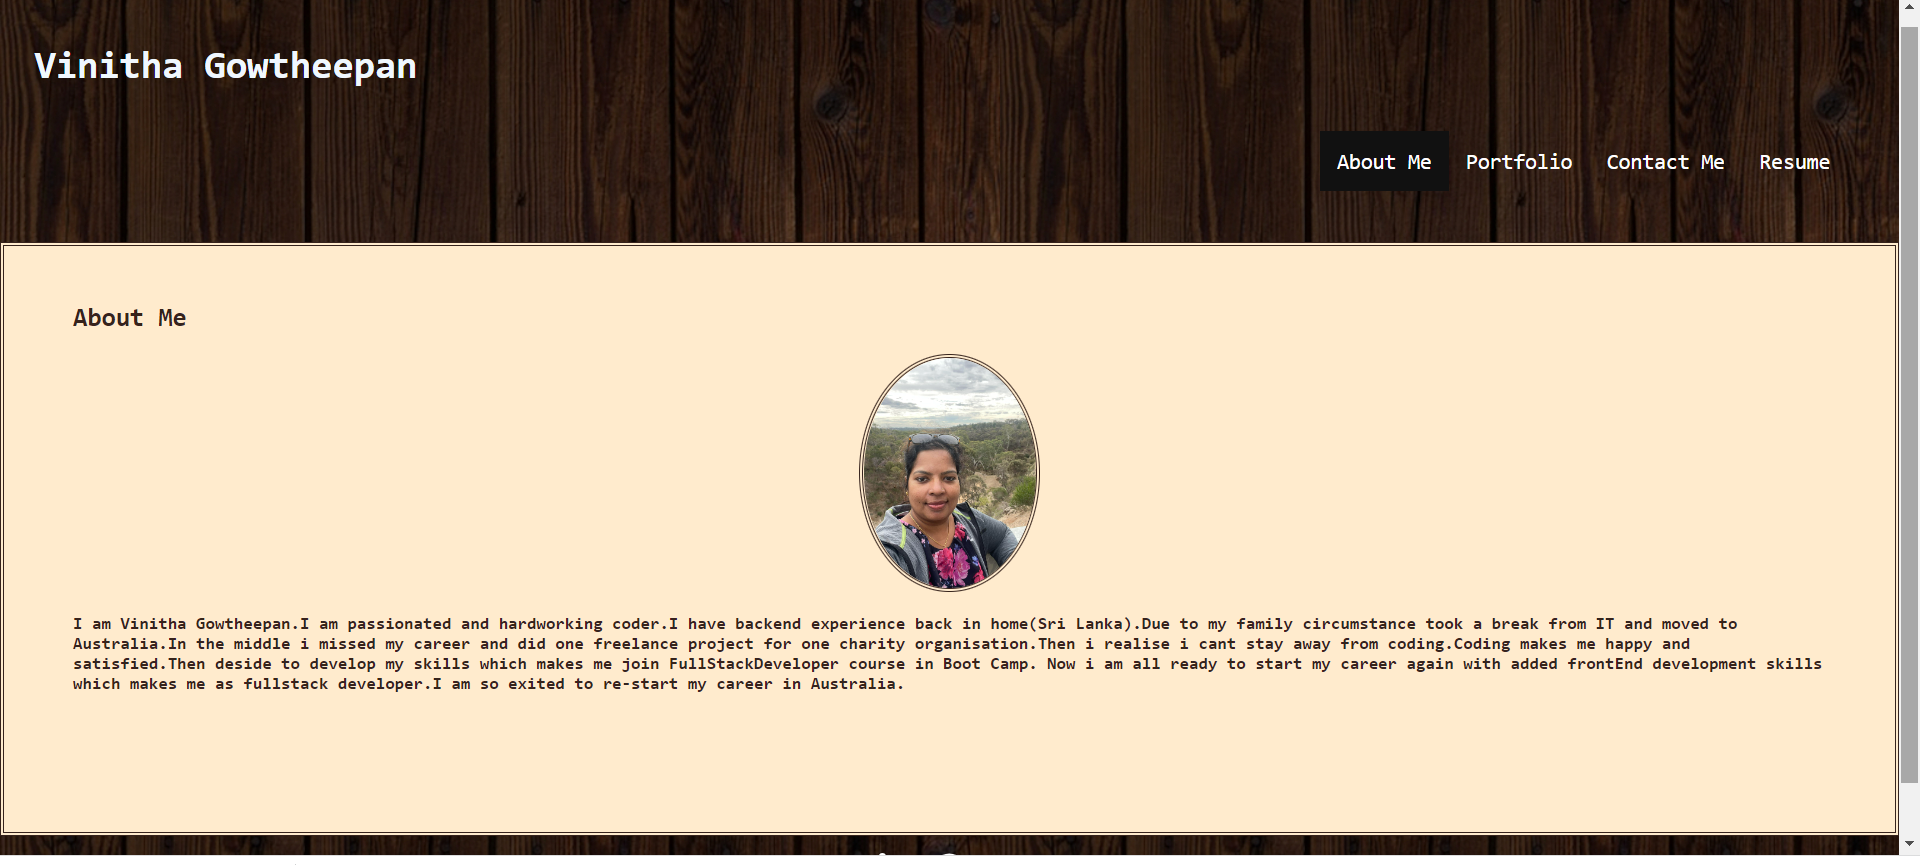 Vinitha Gowtheepan
About Me Portfolio Contact Me Resume
About Me
I am Vinitha Gowtheepan.I am passionated and hardworking coder.I have backend experience back in home(Sri Lanka).Due to my family circumstance took a break from IT and moved to
Australia.In the middle i missed my career and did one freelance project for one charity organisation.Then i realise i cant stay away from coding.Coding makes me happy and
satisfied.Then deside to develop my skills which makes me join FullStackDeveloper course in Boot Camp. Now i am all ready to start my career again with added frontEnd development skills
which makes me as fullstack developer.I am so exited to re-start my career in Australia.